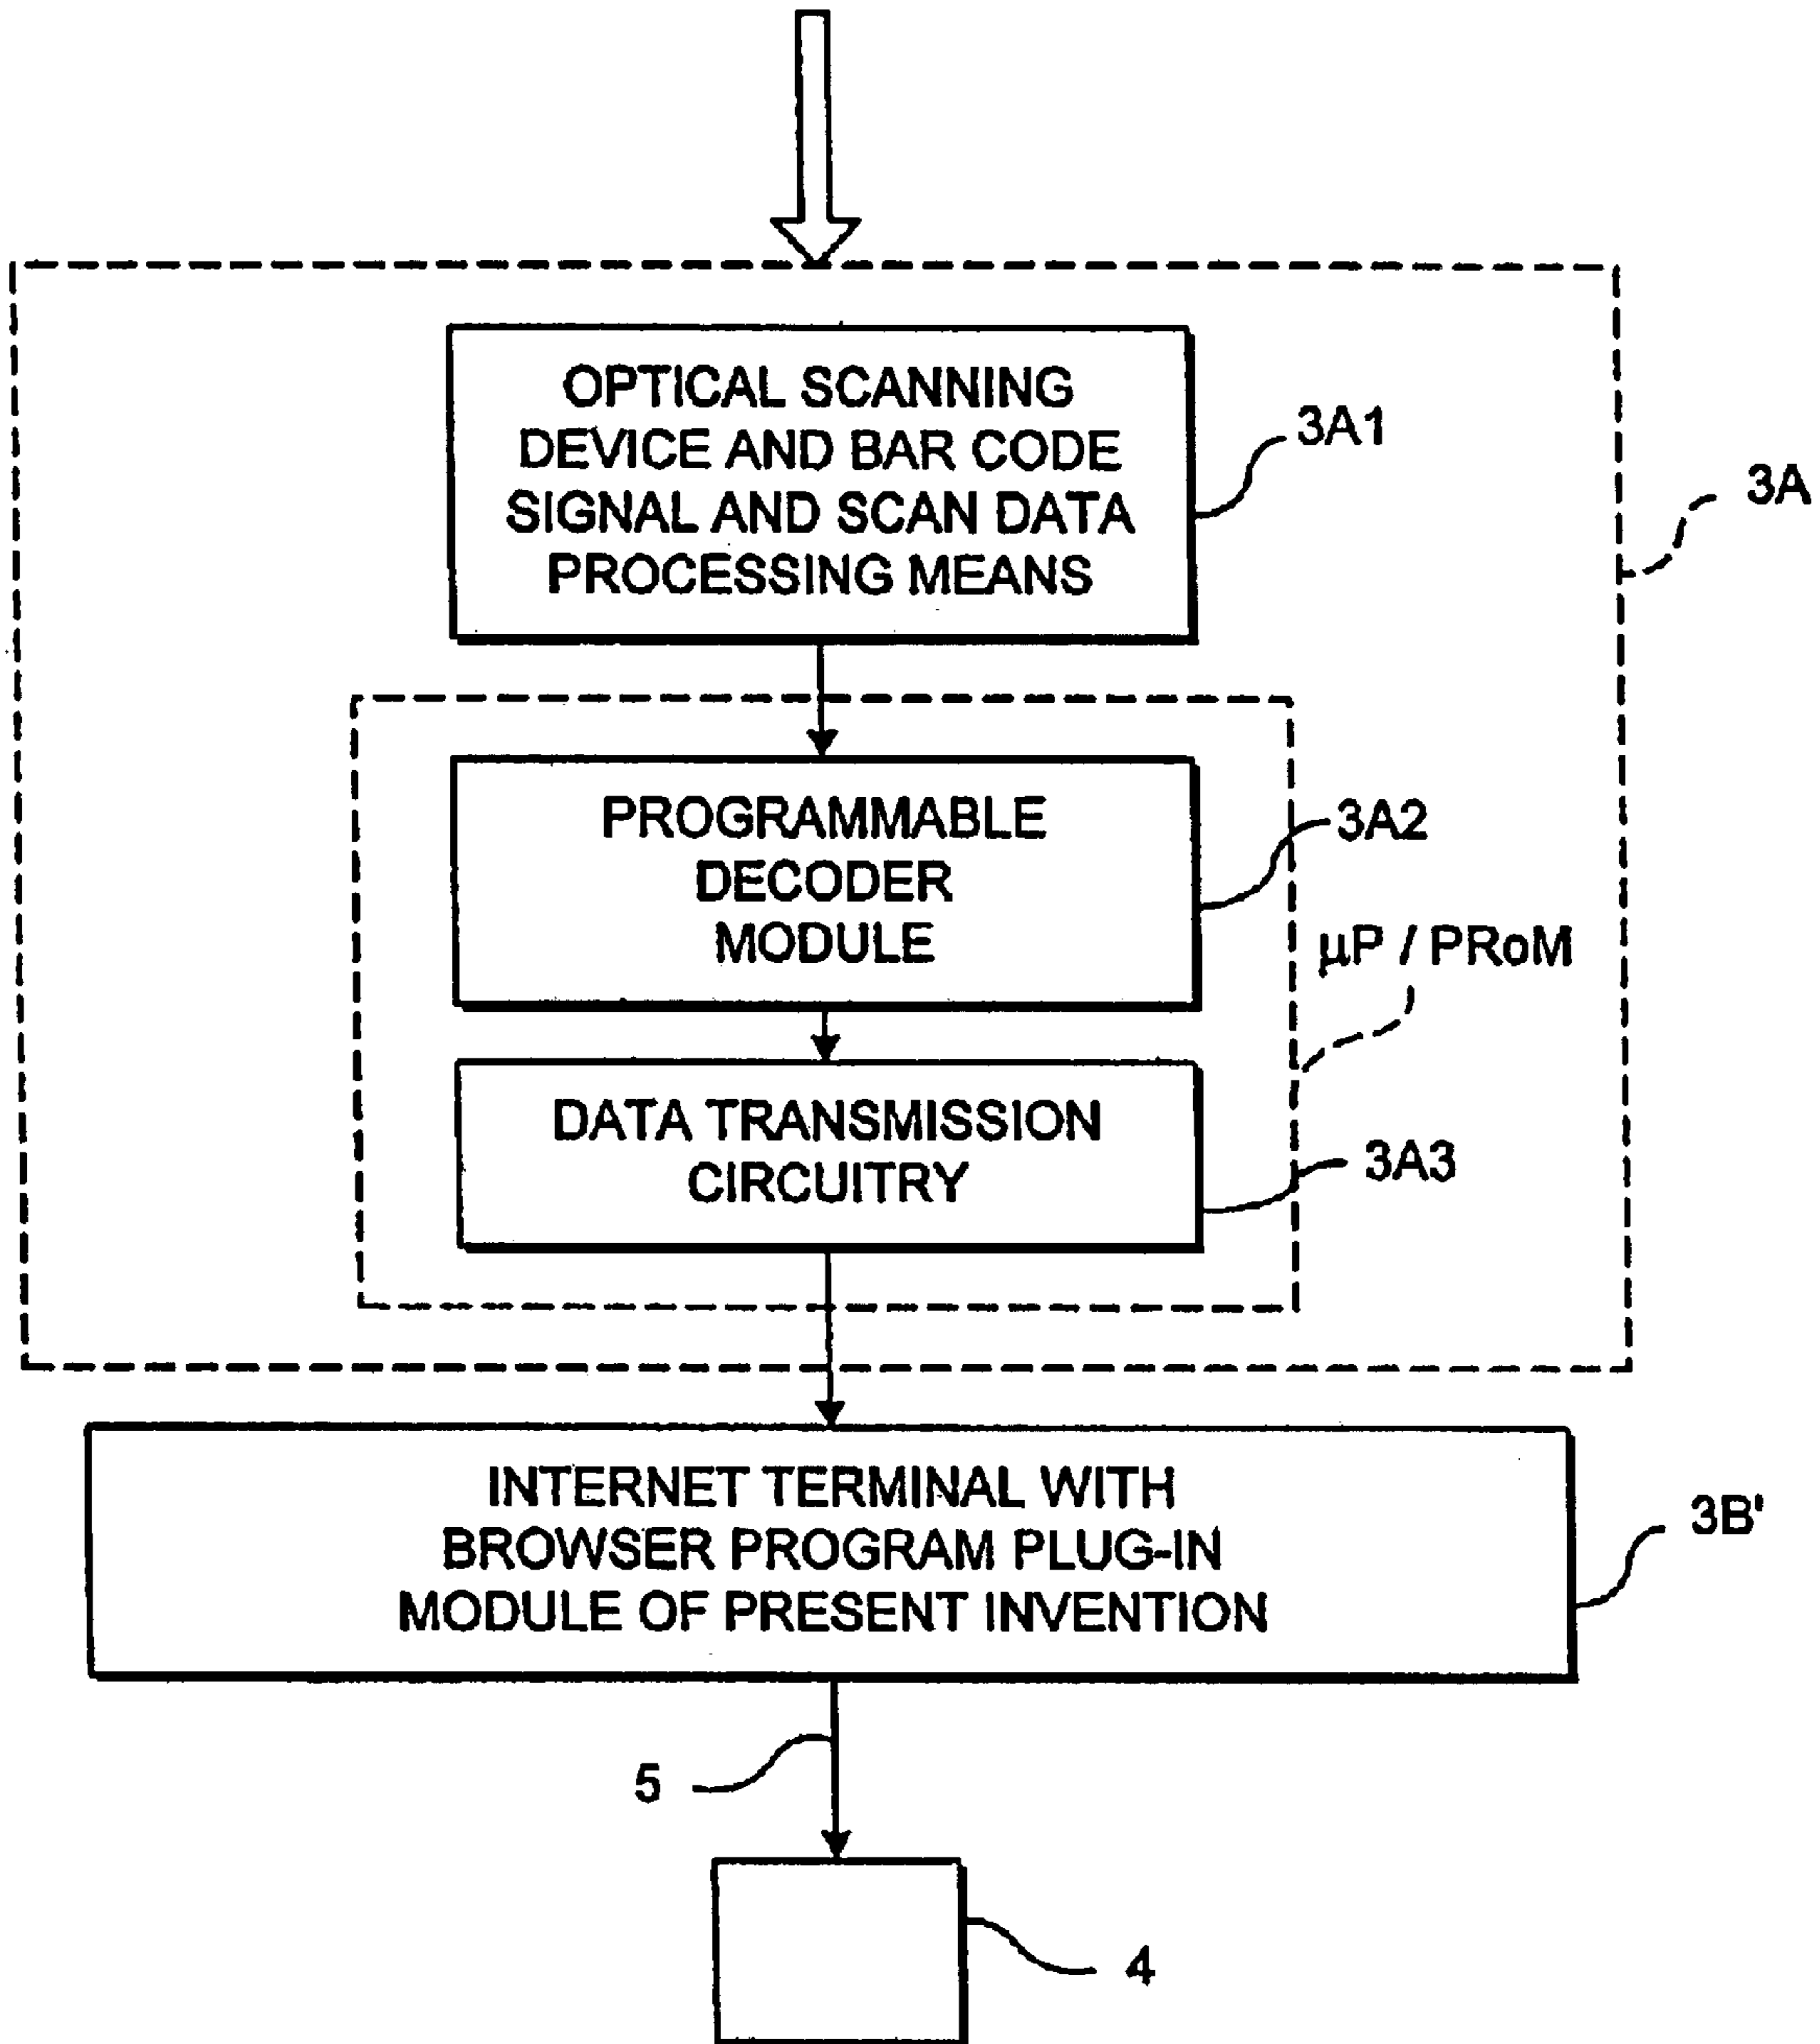 OPTICAL SCANNING
DEVICE AND BAR CODE
SIGNAL AND SCAN DATA
PROCESSING MEANS
3A1
3A
PROGRAMMABLE
DECODER
MODULE
3A2
µP / PRoM
DATA TRANSMISSION
CIRCUITRY
3A3
INTERNET TERMINAL WITH
BROWSER PROGRAM PLUG-IN
MODULE OF PRESENT INVENTION
3B'
5
4